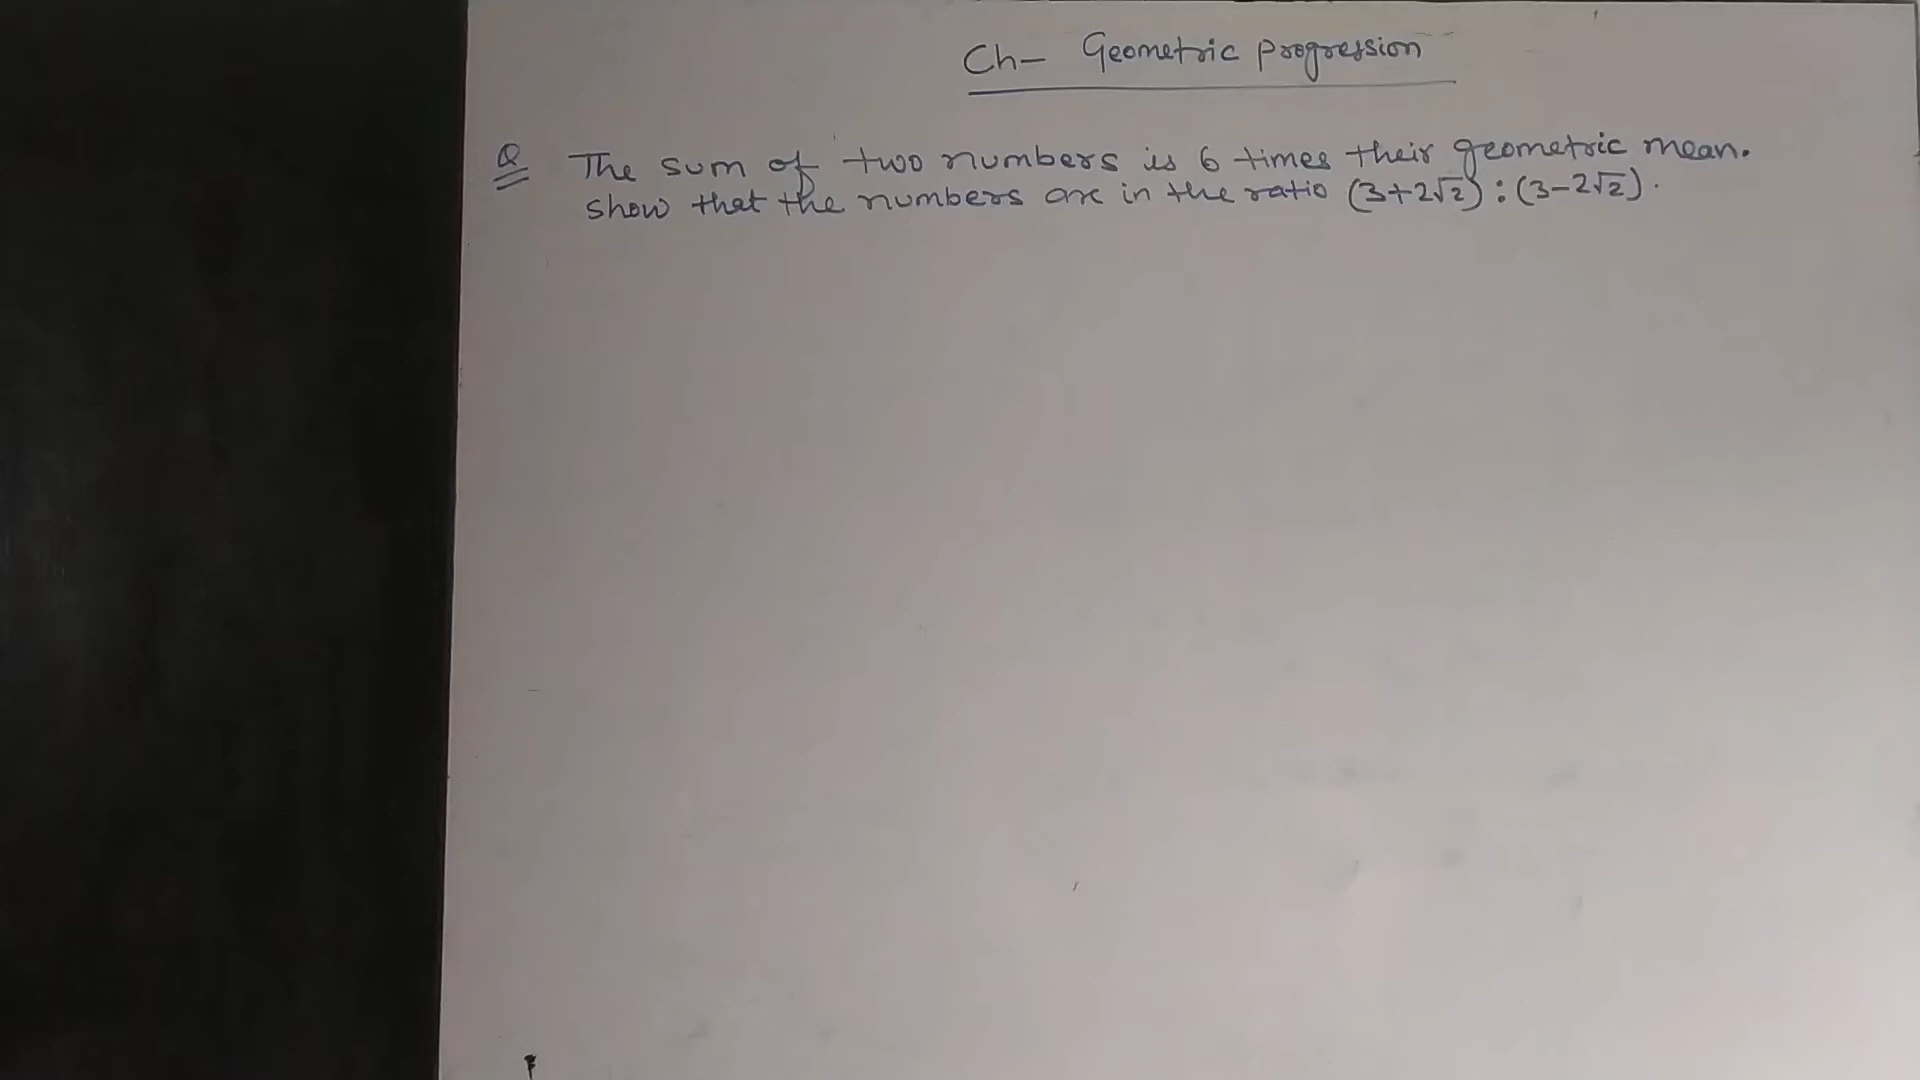 Ch- Geometric progression
Q The sum of two numbers is 6 times their geometric mean.
show that the numbers are in the ratio (3+2√2) : (3-2√2).